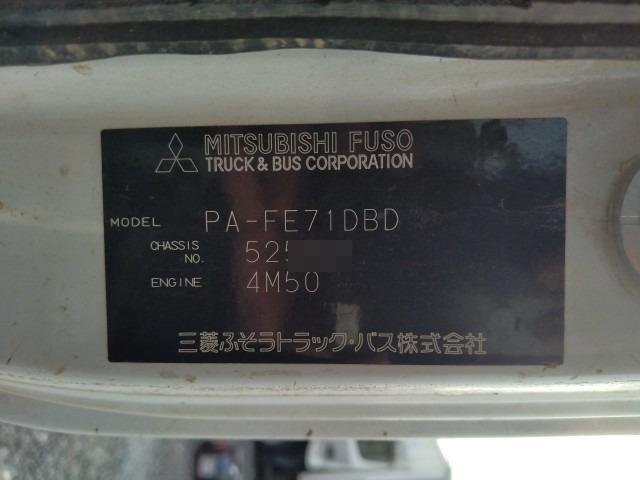 MITSUBISHI FUSO
TRUCK & BUS CORPORATION
MODEL PA-FE71DBD
CHASSIS NO. 525
ENGINE 4M50
三菱ふそうトラック・バス株式会社